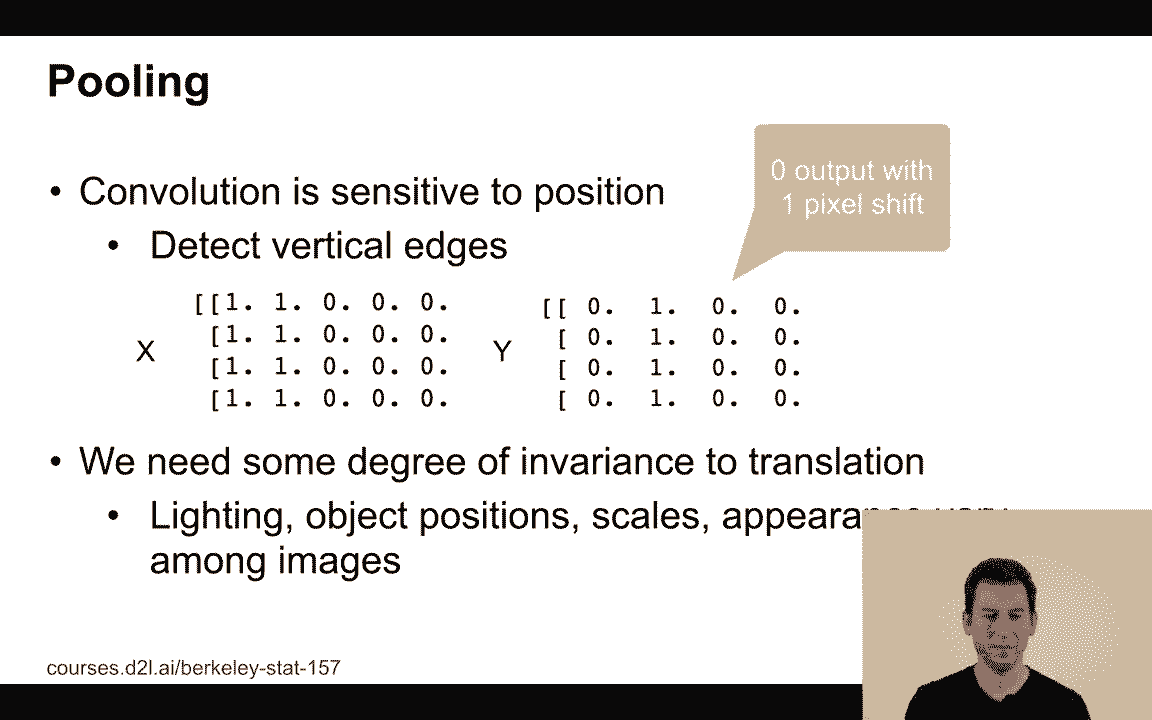 Pooling
0 output with
1 pixel shift
• Convolution is sensitive to position
• Detect vertical edges
X
[[1. 1. 0. 0. 0.
[1. 1. 0. 0. 0.
[1. 1. 0. 0. 0.
[1. 1. 0. 0. 0.
Y
[[ 0. 1. 0. 0.
[ 0. 1. 0. 0.
[ 0. 1. 0. 0.
[ 0. 1. 0. 0.
• We need some degree of invariance to translation
• Lighting, object positions, scales, appearance vary
among images
courses.d2l.ai/berkeley-stat-157